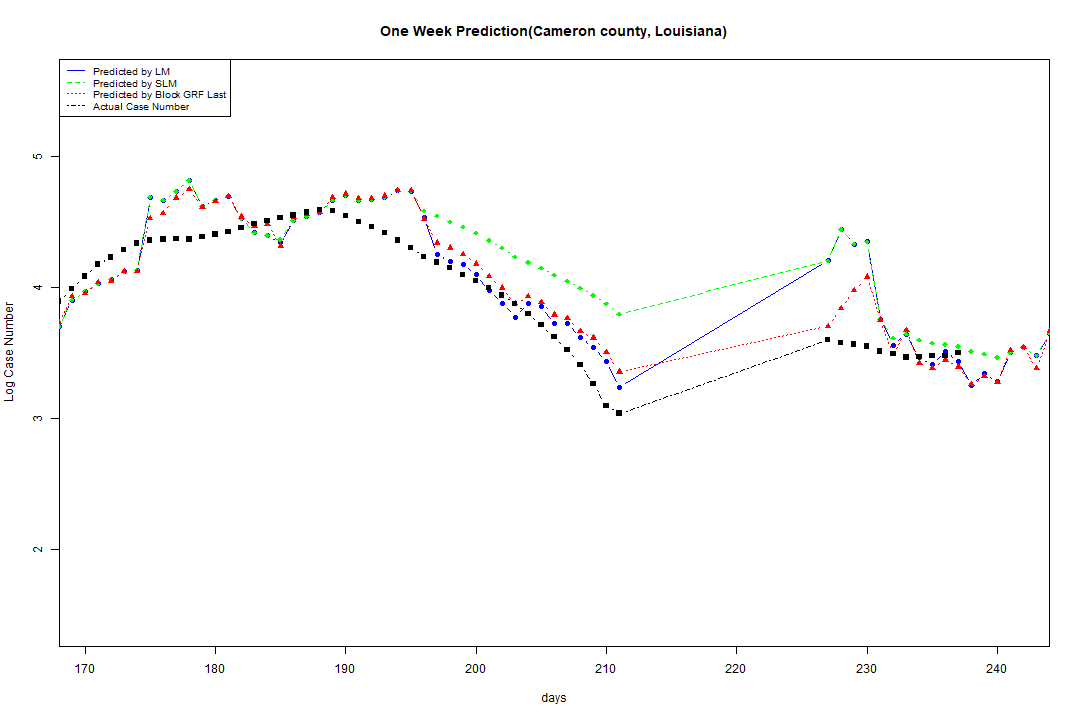 One Week Prediction(Cameron county, Louisiana)
Predicted by LM
Predicted by SLM
Predicted by Block GRF Last
Actual Case Number
5
4
3
2
Log Case Number
170 180 190 200 210 220 230 240
days